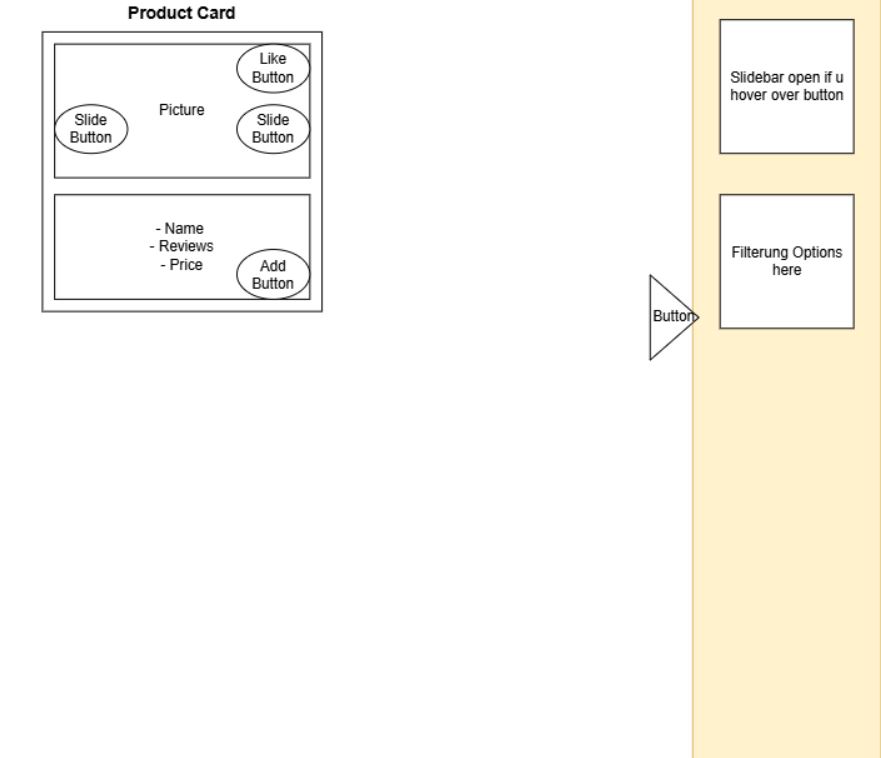 Product Card
Like
Button
Picture
Slide
Button
Slide
Button
- Name
- Reviews
- Price
Add
Button
Button
Slidebar open if u
hover over button
Filterung Options
here